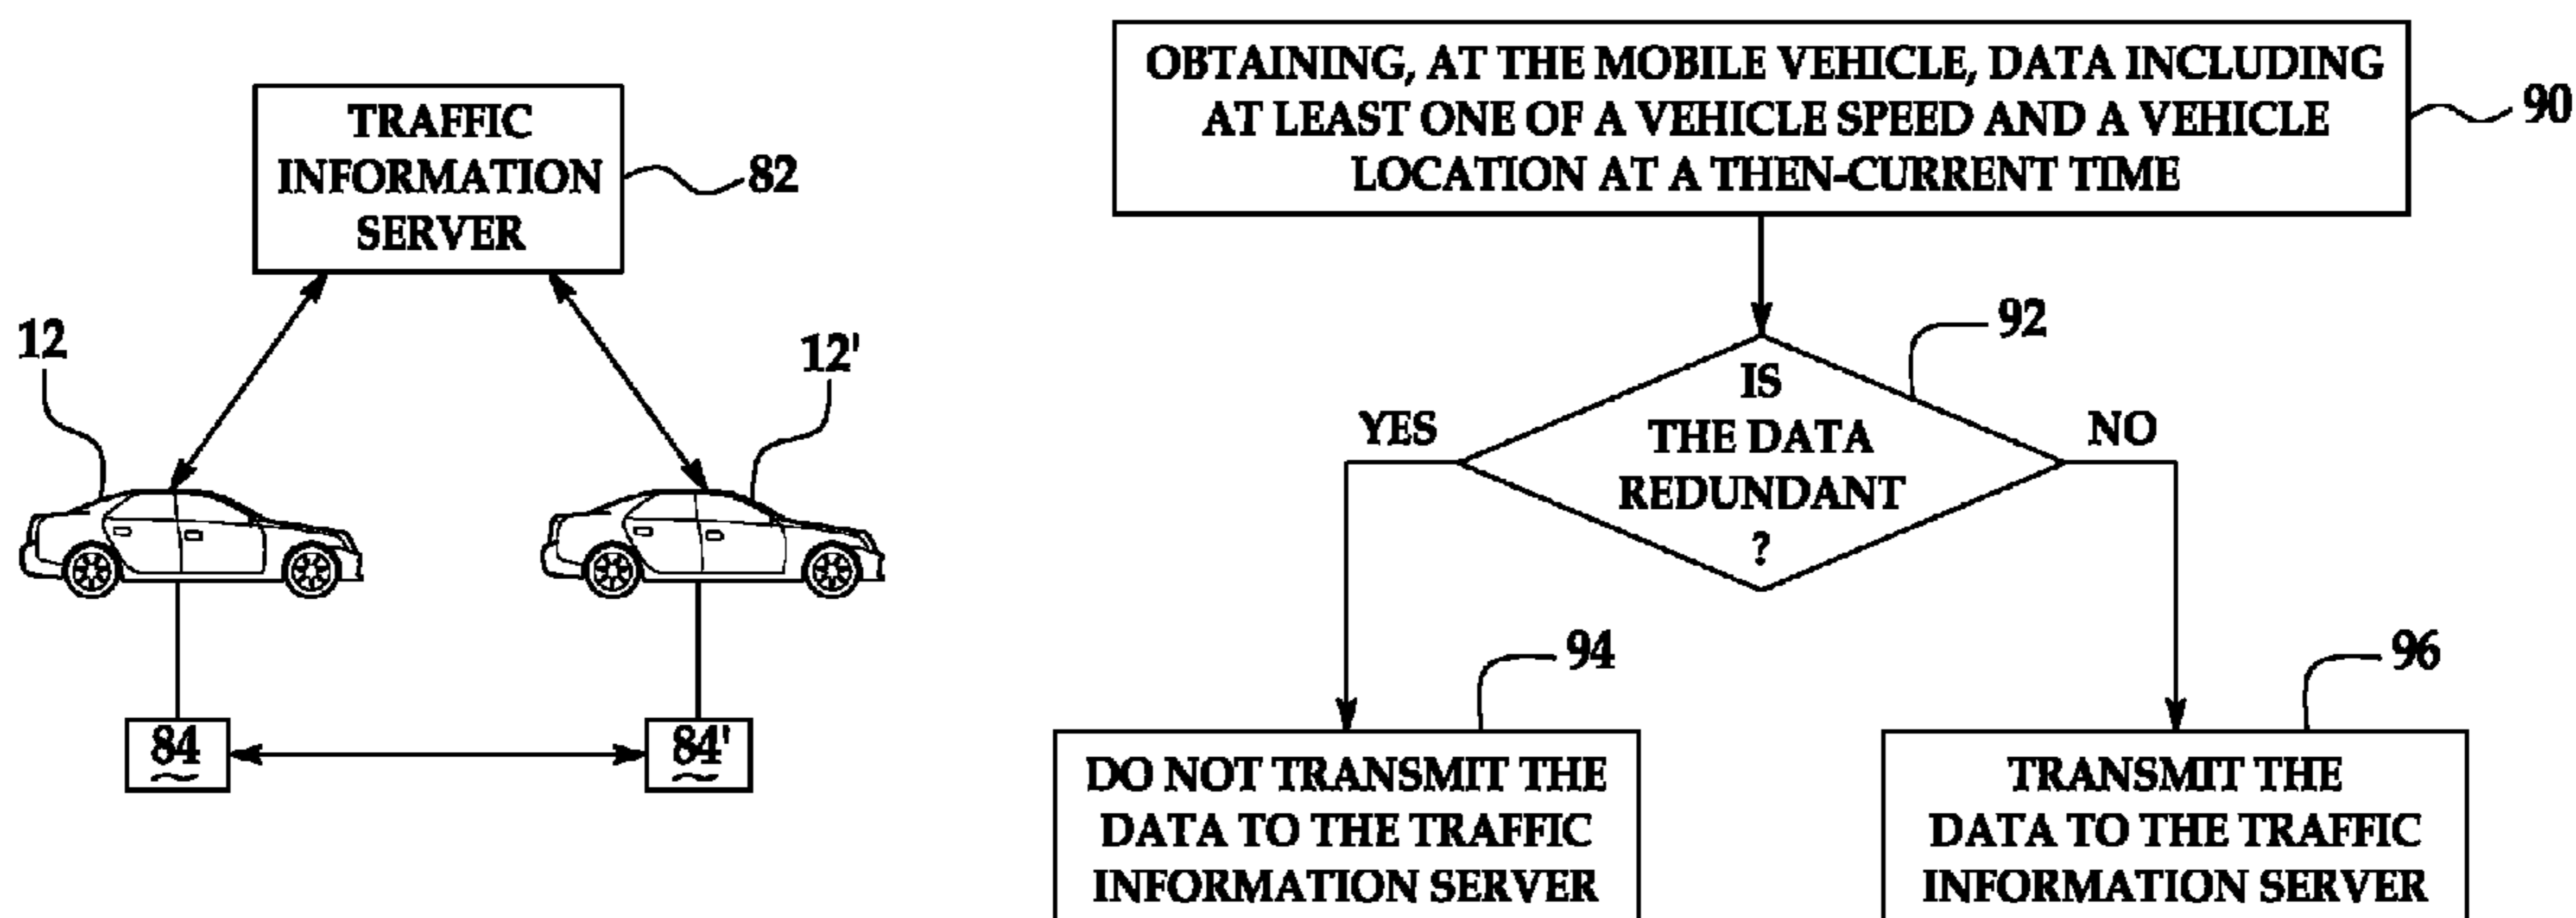 TRAFFIC
INFORMATION
SERVER
82
12
12'
84
84'
OBTAINING, AT THE MOBILE VEHICLE, DATA INCLUDING
AT LEAST ONE OF A VEHICLE SPEED AND A VEHICLE
LOCATION AT A THEN-CURRENT TIME
90
92
IS
THE DATA
REDUNDANT
?
YES
NO
94
96
DO NOT TRANSMIT THE
DATA TO THE TRAFFIC
INFORMATION SERVER
TRANSMIT THE
DATA TO THE TRAFFIC
INFORMATION SERVER